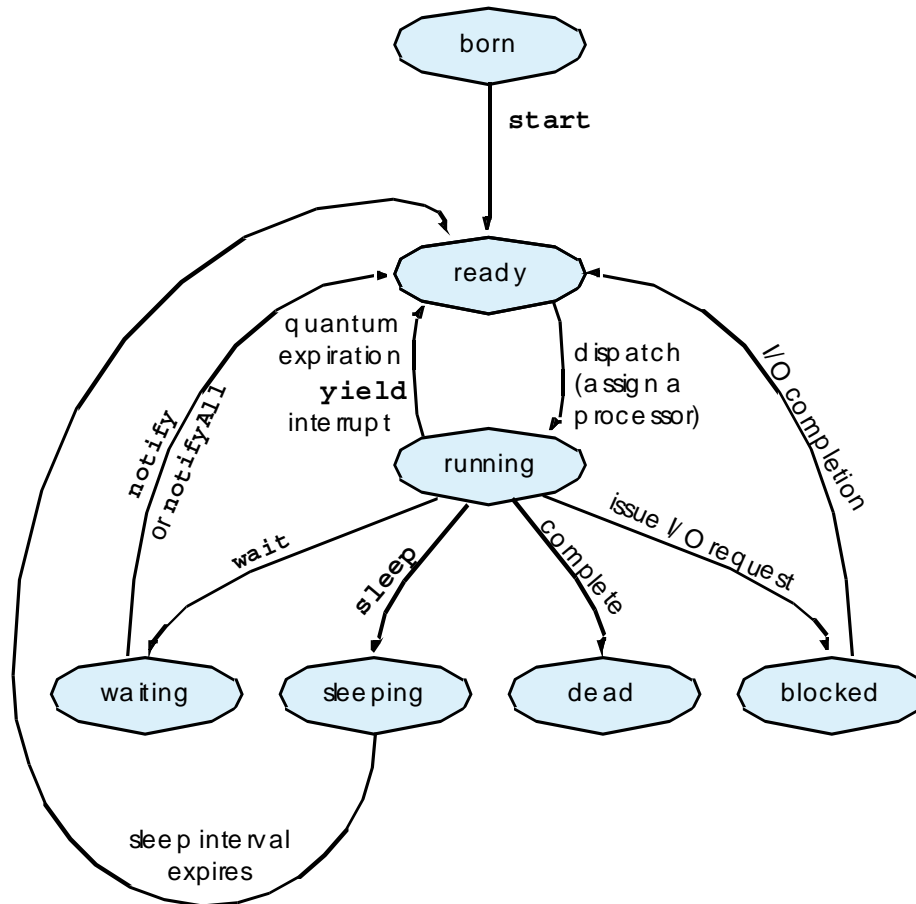 born
start
ready
quantum
expiration
yield
interrupt
dispatch
(assign a
processor)
I/O completion
notify
or notifyAll
running
wait
sleep
complete
issue I/O request
waiting
sleeping
dead
blocked
sleep interval
expires